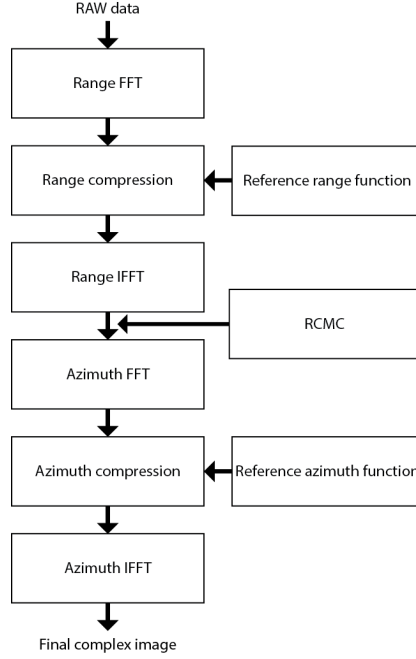 RAW data
Range FFT
Range compression
Reference range function
Range IFFT
RCMC
Azimuth FFT
Azimuth compression
Reference azimuth function
Azimuth IFFT
Final complex image